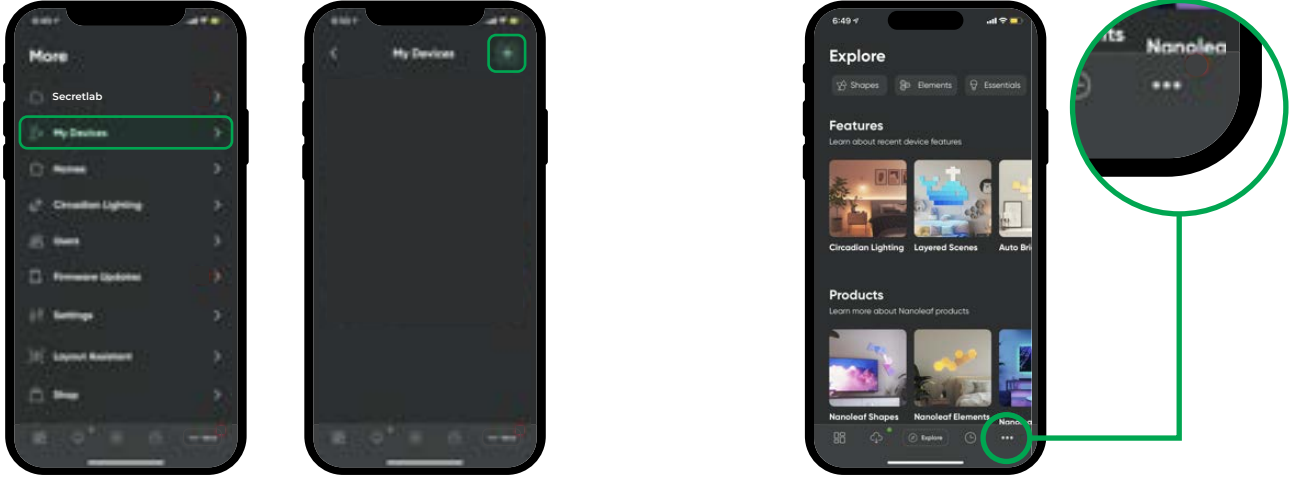 More
Secretlab
My Devices
Homes
Circadian Lighting
Users
Firmware Updates
Settings
Layout Assistant
Shop
My Devices
6:49
Explore
Shapes
Elements
Essentials
Features
Learn about recent device features
Circadian Lighting
Layered Scenes
Auto Bri
Products
Learn more about Nanoleaf products
Nanoleaf Shapes
Nanoleaf Elements
Nanolea
Explore
nts
Nanolea